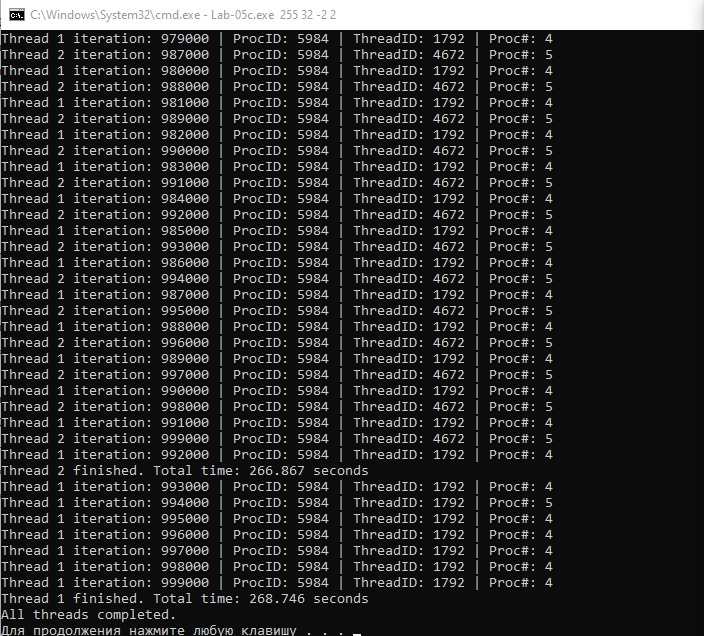 C:\Windows\System32\cmd.exe - Lab-05c.exe 255 32 -2 2
Thread 1 iteration: 979000 | ProcID: 5984 | ThreadID: 1792 | Proc#: 4
Thread 2 iteration: 987000 | ProcID: 5984 | ThreadID: 4672 | Proc#: 5
Thread 1 iteration: 980000 | ProcID: 5984 | ThreadID: 1792 | Proc#: 4
Thread 2 iteration: 988000 | ProcID: 5984 | ThreadID: 4672 | Proc#: 5
Thread 1 iteration: 981000 | ProcID: 5984 | ThreadID: 1792 | Proc#: 4
Thread 2 iteration: 989000 | ProcID: 5984 | ThreadID: 4672 | Proc#: 5
Thread 1 iteration: 982000 | ProcID: 5984 | ThreadID: 1792 | Proc#: 4
Thread 2 iteration: 990000 | ProcID: 5984 | ThreadID: 4672 | Proc#: 5
Thread 1 iteration: 983000 | ProcID: 5984 | ThreadID: 1792 | Proc#: 4
Thread 2 iteration: 991000 | ProcID: 5984 | ThreadID: 4672 | Proc#: 5
Thread 1 iteration: 984000 | ProcID: 5984 | ThreadID: 1792 | Proc#: 4
Thread 2 iteration: 992000 | ProcID: 5984 | ThreadID: 4672 | Proc#: 5
Thread 1 iteration: 985000 | ProcID: 5984 | ThreadID: 1792 | Proc#: 4
Thread 2 iteration: 993000 | ProcID: 5984 | ThreadID: 4672 | Proc#: 5
Thread 1 iteration: 986000 | ProcID: 5984 | ThreadID: 1792 | Proc#: 4
Thread 2 iteration: 994000 | ProcID: 5984 | ThreadID: 4672 | Proc#: 5
Thread 1 iteration: 987000 | ProcID: 5984 | ThreadID: 1792 | Proc#: 4
Thread 2 iteration: 995000 | ProcID: 5984 | ThreadID: 4672 | Proc#: 5
Thread 1 iteration: 988000 | ProcID: 5984 | ThreadID: 1792 | Proc#: 4
Thread 2 iteration: 996000 | ProcID: 5984 | ThreadID: 4672 | Proc#: 5
Thread 1 iteration: 989000 | ProcID: 5984 | ThreadID: 1792 | Proc#: 4
Thread 2 iteration: 997000 | ProcID: 5984 | ThreadID: 4672 | Proc#: 5
Thread 1 iteration: 990000 | ProcID: 5984 | ThreadID: 1792 | Proc#: 4
Thread 2 iteration: 998000 | ProcID: 5984 | ThreadID: 4672 | Proc#: 5
Thread 1 iteration: 991000 | ProcID: 5984 | ThreadID: 1792 | Proc#: 4
Thread 2 iteration: 999000 | ProcID: 5984 | ThreadID: 4672 | Proc#: 5
Thread 1 iteration: 992000 | ProcID: 5984 | ThreadID: 1792 | Proc#: 4
Thread 2 finished. Total time: 266.867 seconds
Thread 1 iteration: 993000 | ProcID: 5984 | ThreadID: 1792 | Proc#: 4
Thread 1 iteration: 994000 | ProcID: 5984 | ThreadID: 1792 | Proc#: 5
Thread 1 iteration: 995000 | ProcID: 5984 | ThreadID: 1792 | Proc#: 4
Thread 1 iteration: 996000 | ProcID: 5984 | ThreadID: 1792 | Proc#: 4
Thread 1 iteration: 997000 | ProcID: 5984 | ThreadID: 1792 | Proc#: 4
Thread 1 iteration: 998000 | ProcID: 5984 | ThreadID: 1792 | Proc#: 4
Thread 1 iteration: 999000 | ProcID: 5984 | ThreadID: 1792 | Proc#: 4
Thread 1 finished. Total time: 268.746 seconds
All threads completed.
Для продолжения нажмите любую клавишу . . .